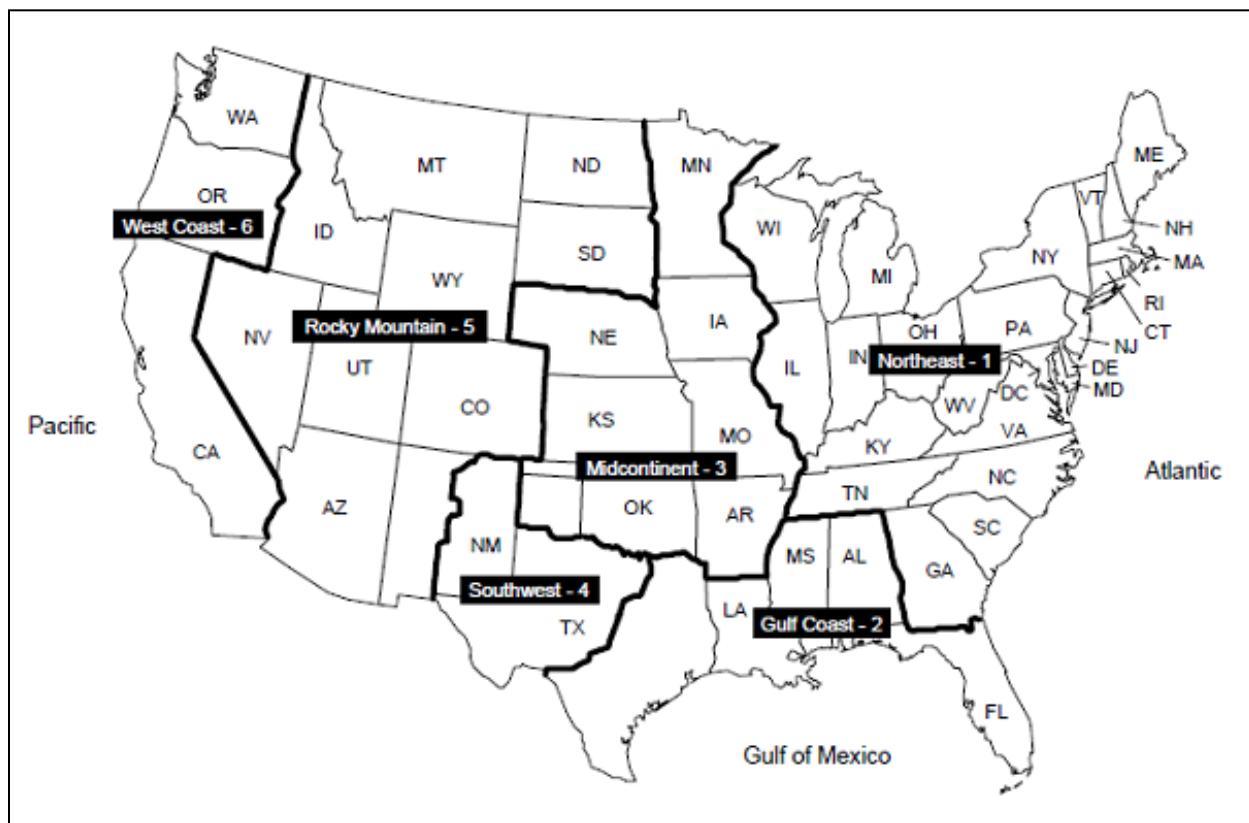 WA
MT
ND
MN
ME
OR
VT
West Coast - 6
ID
SD
WI
NH
NY
MA
WY
MI
RI
Rocky Mountain - 5
NV
NE
IA
OH
PA
CT
NJ
UT
IL
IN
Northeast - 1
DE
DC
MD
CO
KS
WV
Pacific
MO
VA
CA
KY
Midcontinent - 3
Atlantic
NC
TN
AZ
OK
AR
SC
NM
MS
AL
GA
Southwest - 4
LA
TX
Gulf Coast - 2
FL
Gulf of Mexico